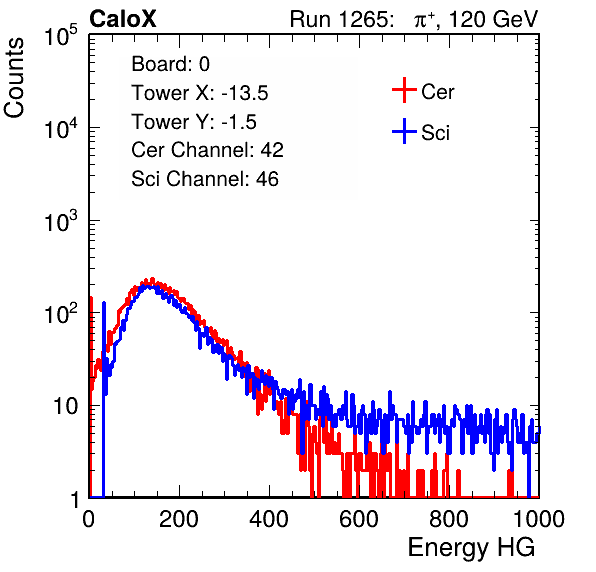 CaloX Run 1265: π⁺, 120 GeV
Counts
Board: 0
Tower X: -13.5
Tower Y: -1.5
Cer Channel: 42
Sci Channel: 46
Cer
Sci
10⁵
10⁴
10³
10²
10
1
0 200 400 600 800 1000
Energy HG